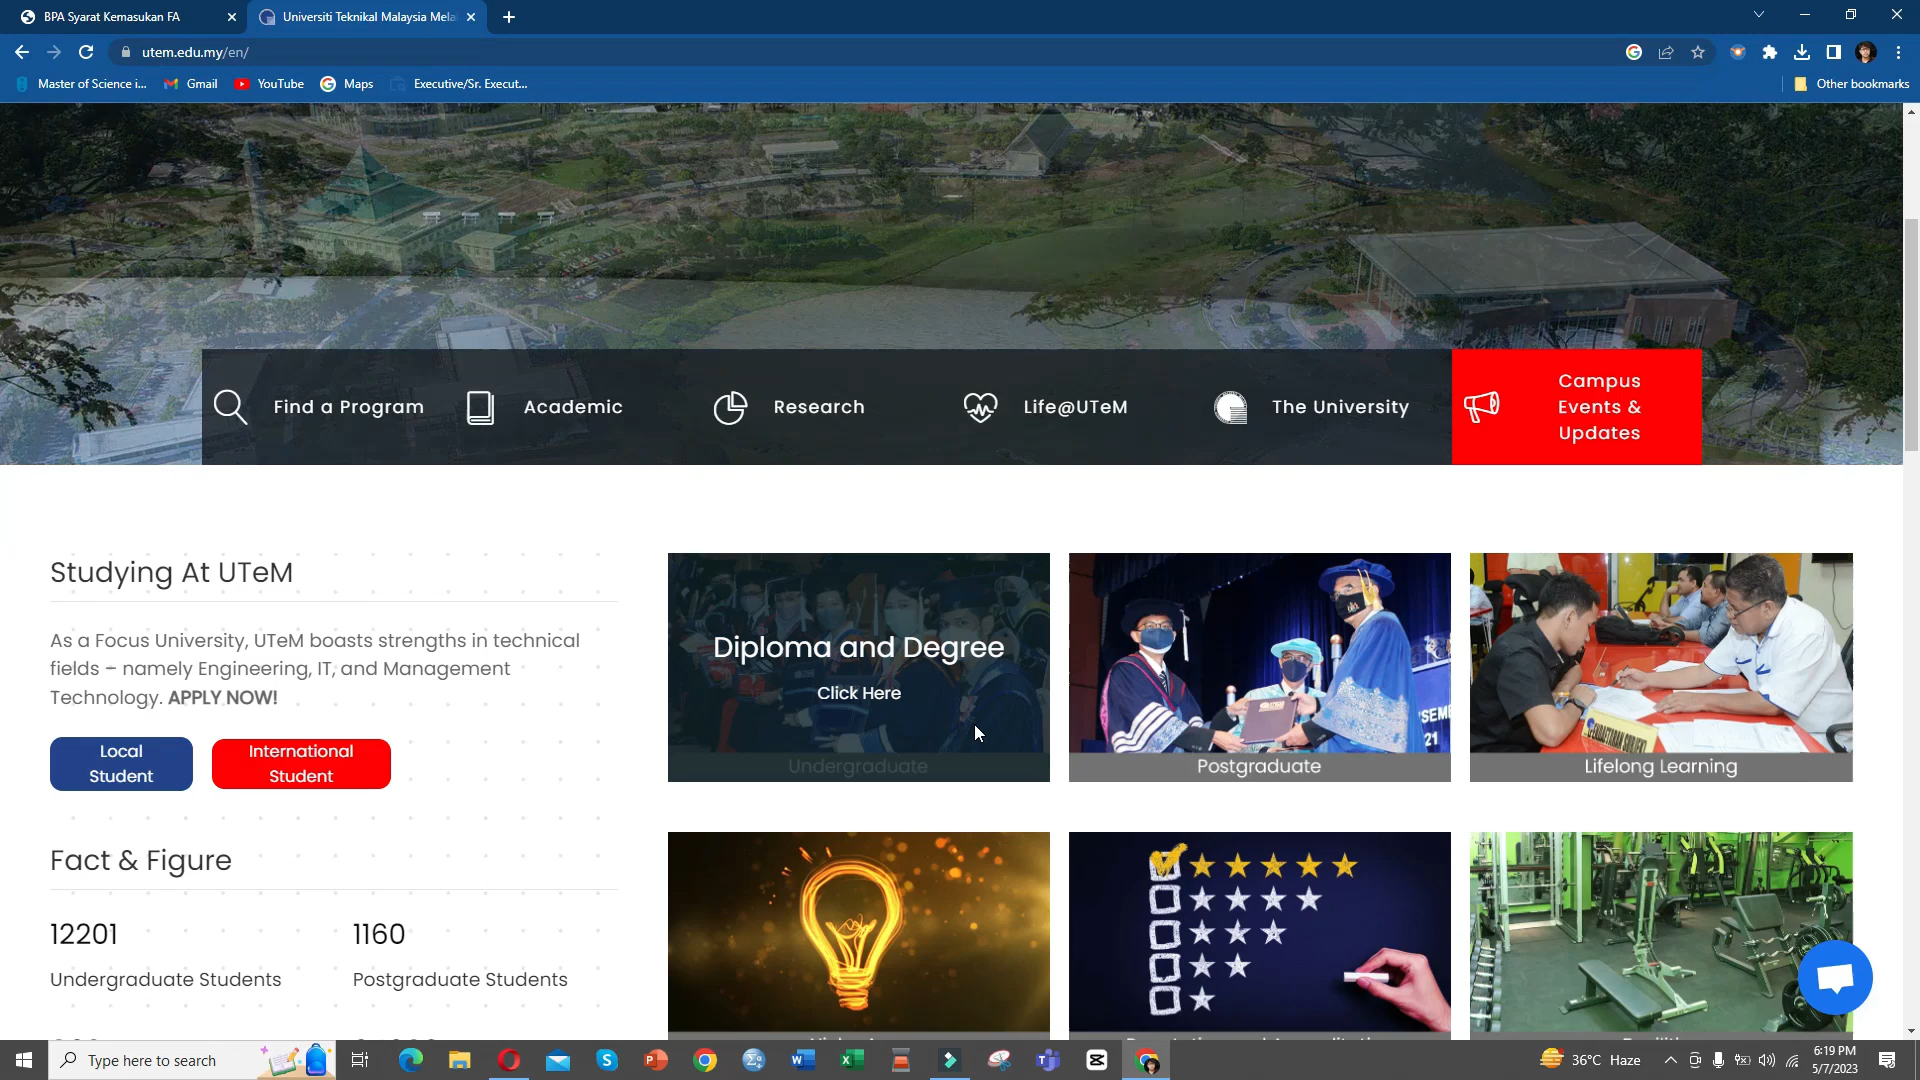 BPA Syarat Kemasukan FA
Universiti Teknikal Malaysia Mela
utem.edu.my/en/
Master of Science i...
Gmail
YouTube
Maps
Executive/Sr. Execut...
Other bookmarks
Find a Program
Academic
Research
Life@UTeM
The University
Campus
Events &
Updates
Studying At UTeM
As a Focus University, UTeM boasts strengths in technical
fields – namely Engineering, IT, and Management
Technology. APPLY NOW!
Local
Student
International
Student
Diploma and Degree
Click Here
Undergraduate
Postgraduate
Lifelong Learning
Fact & Figure
12201
Undergraduate Students
1160
Postgraduate Students
Type here to search
36°C Haze
6:19 PM
5/7/2023